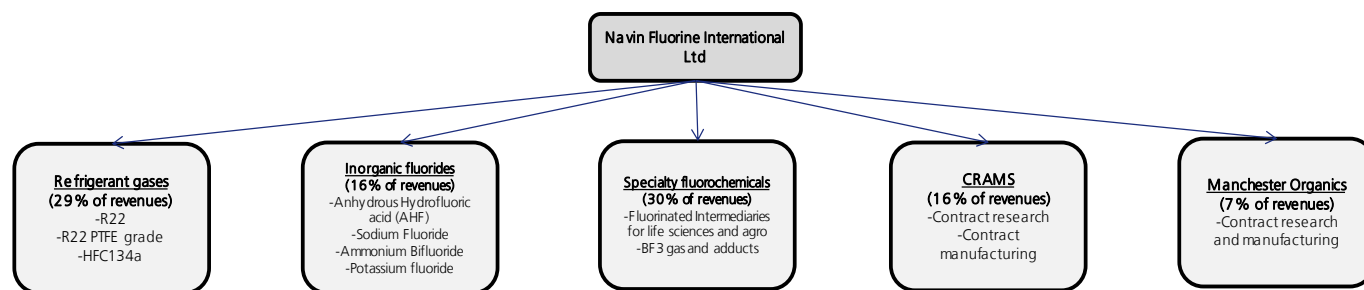 Navin Fluorine International
Ltd
Refrigerant gases
(29% of revenues)
-R22
-R22 PTFE grade
-HFC134a
Inorganic fluorides
(16% of revenues)
-Anhydrous Hydrofluoric
acid (AHF)
-Sodium Fluoride
-Ammonium Bifluoride
-Potassium fluoride
Specialty fluorochemicals
(30% of revenues)
-Fluorinated Intermediaries
for life sciences and agro
-BF3 gas and adducts
CRAMS
(16% of revenues)
-Contract research
-Contract
manufacturing
Manchester Organics
(7% of revenues)
-Contract research
and manufacturing